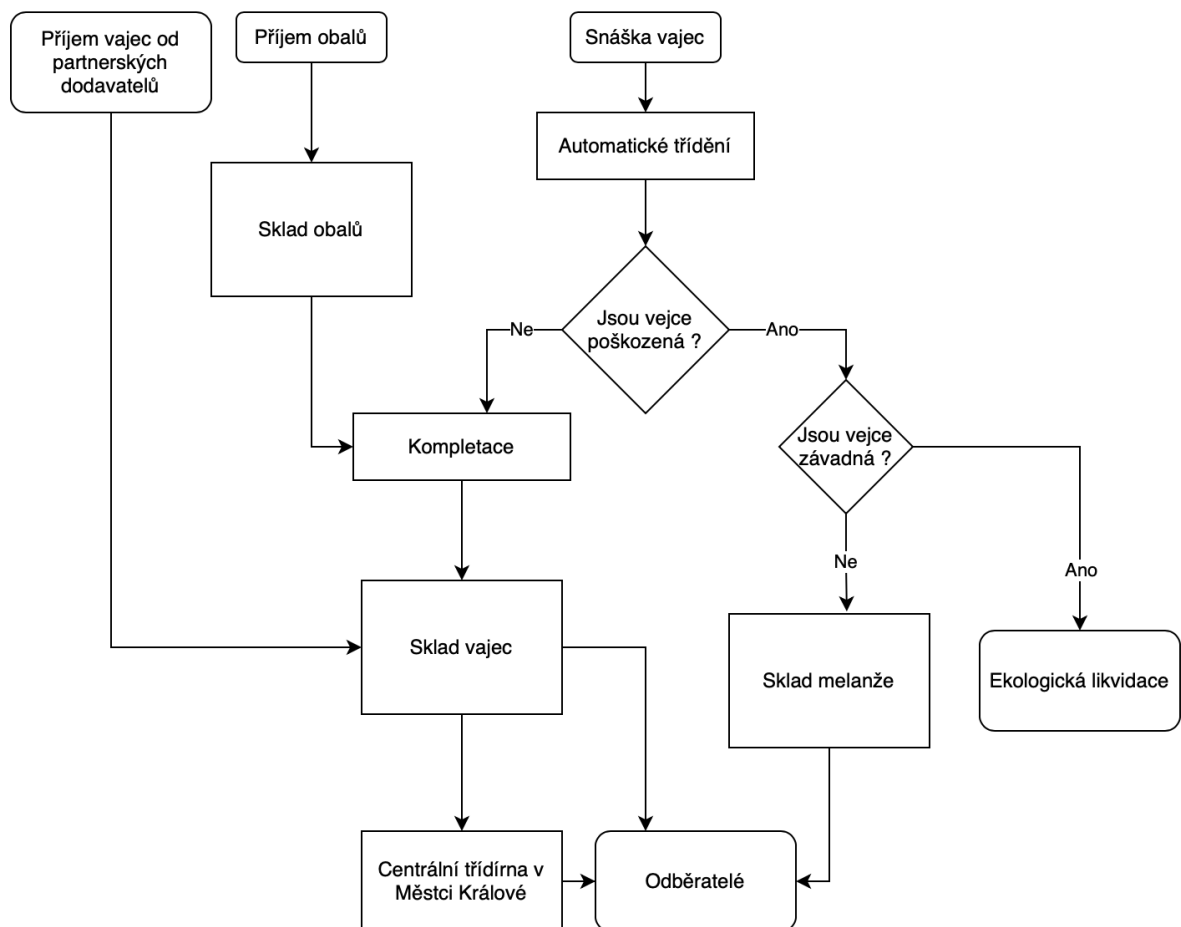 Příjem vajec od
partnerských
dodavatelů
Příjem obalů
Snáška vajec
Automatické třídění
Sklad obalů
Jsou vejce
poškozená ?
Ne
Ano
Kompletace
Jsou vejce
závadná ?
Ne
Ano
Sklad vajec
Sklad melanže
Ekologická likvidace
Centrální třídírna v
Městci Králové
Odběratelé